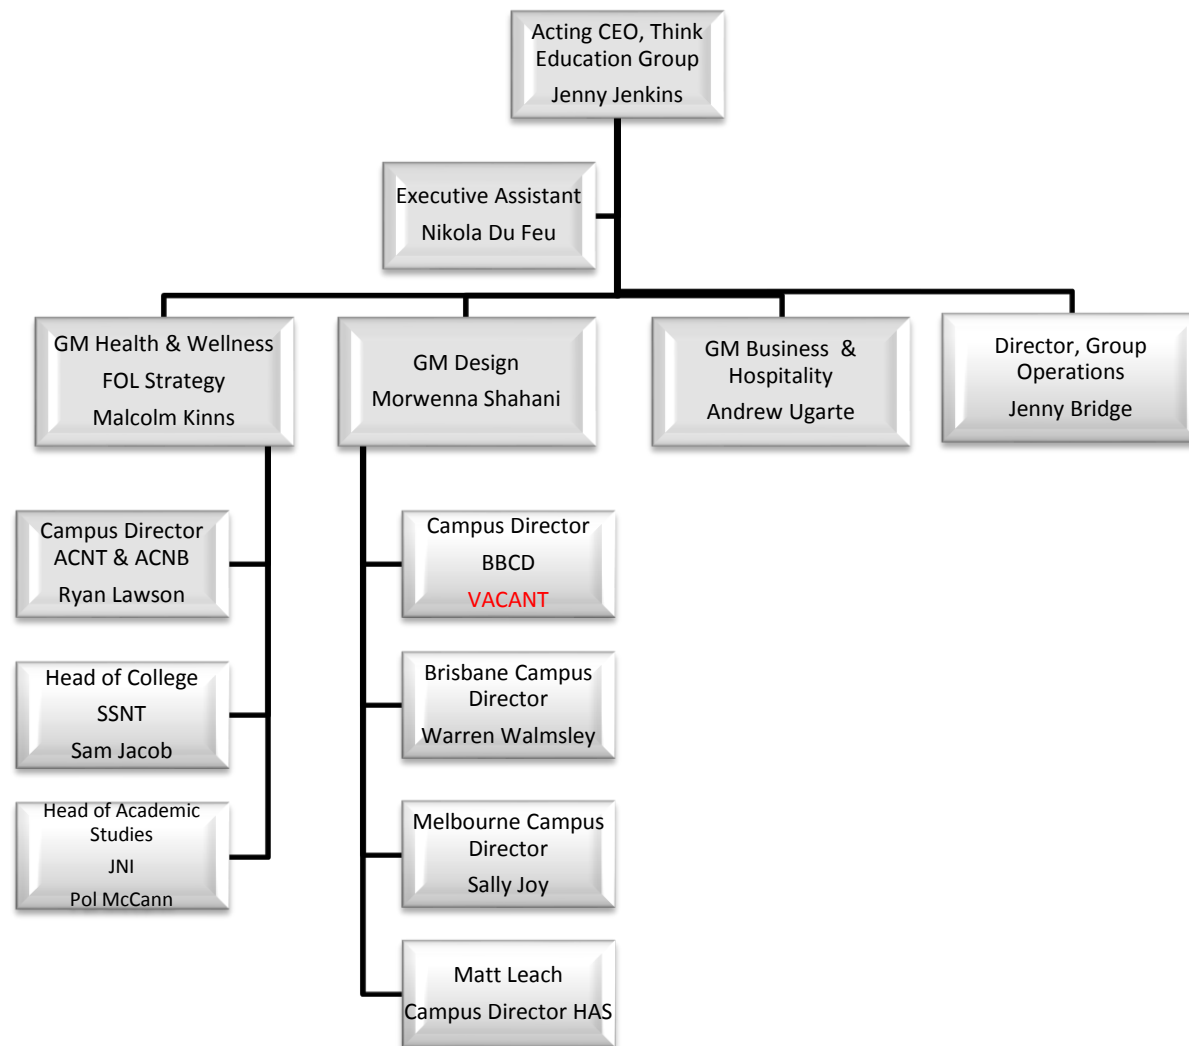 Acting CEO, Think
Education Group
Jenny Jenkins
Executive Assistant
Nikola Du Feu
GM Health & Wellness
FOL Strategy
Malcolm Kinns
GM Design
Morwenna Shahani
GM Business & 
Hospitality
Andrew Ugarte
Director, Group
Operations
Jenny Bridge
Campus Director
ACNT & ACNB
Ryan Lawson
Head of College
SSNT
Sam Jacob
Head of Academic
Studies
JNI
Pol McCann
Campus Director
BBCD
VACANT
Brisbane Campus
Director
Warren Walmsley
Melbourne Campus
Director
Sally Joy
Matt Leach
Campus Director HAS